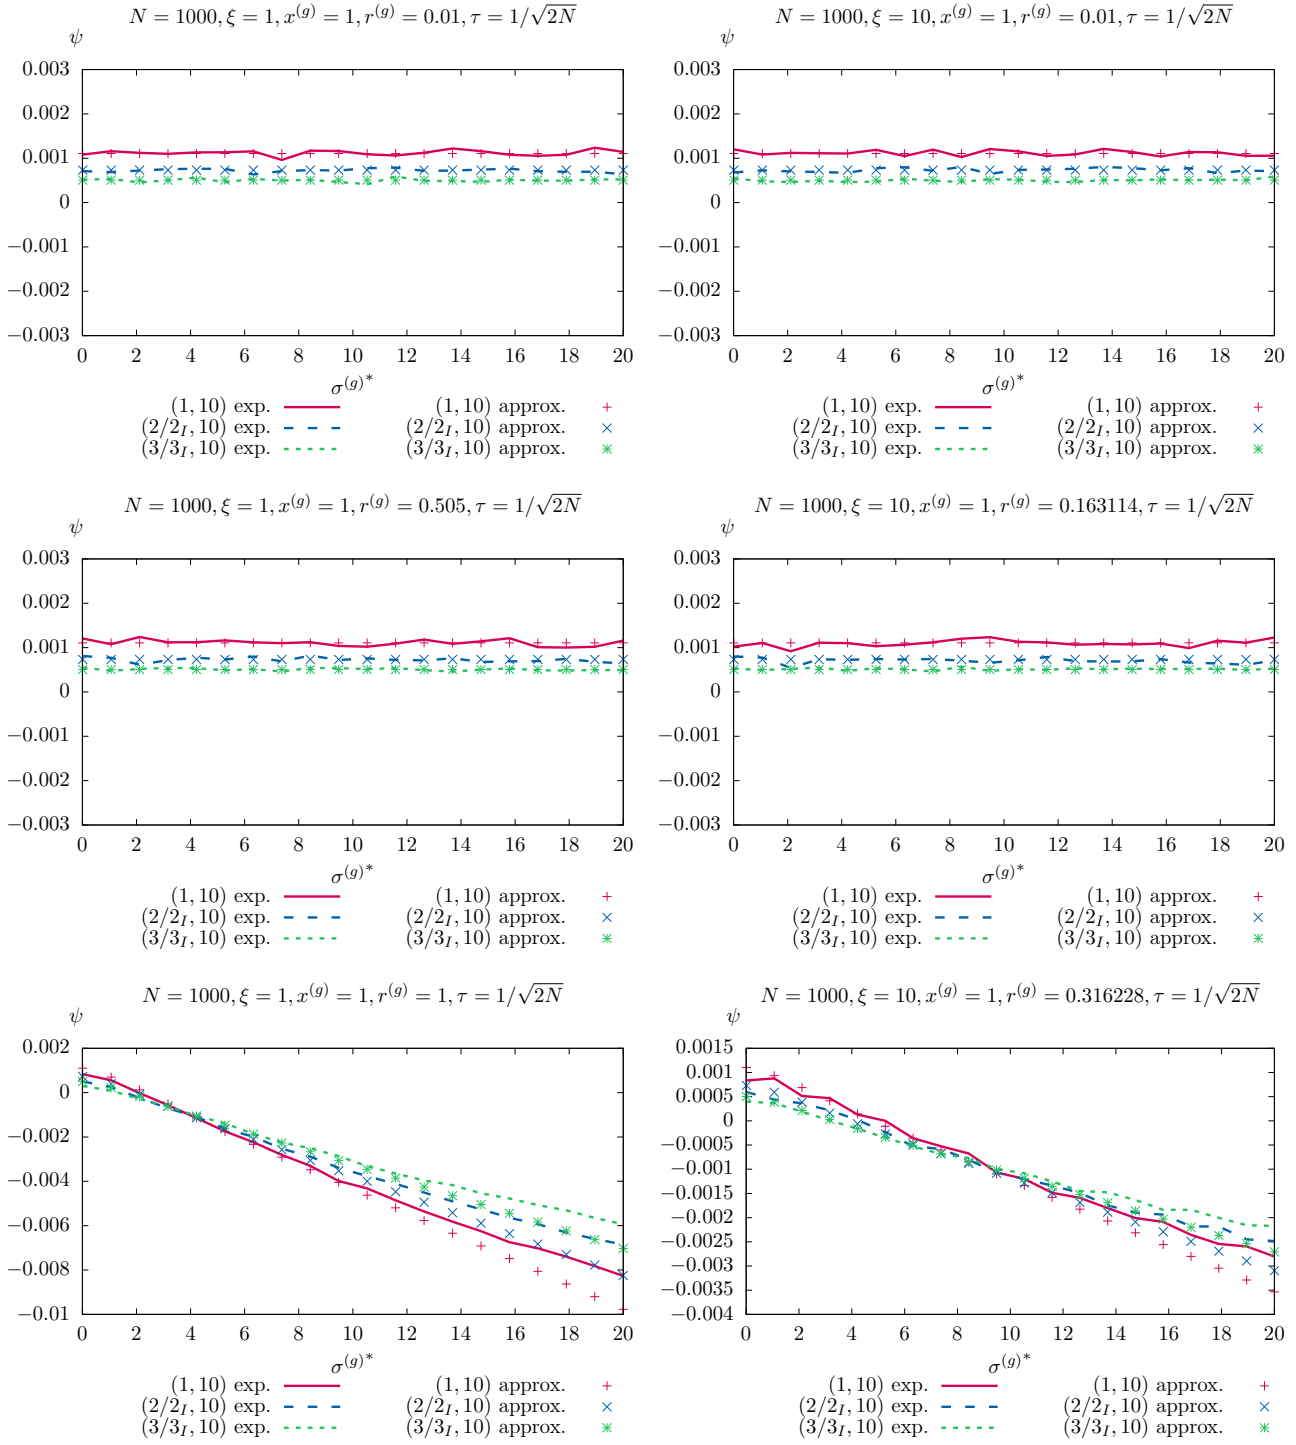 N = 1000, ξ = 1, x^(g) = 1, r^(g) = 0.01, τ = 1/√2N
ψ
0.003
0.002
0.001
0
−0.001
−0.002
−0.003
0 2 4 6 8 10 12 14 16 18 20
σ^(g)*
(1, 10) exp. (1, 10) approx.
(2/2_I, 10) exp. (2/2_I, 10) approx.
(3/3_I, 10) exp. (3/3_I, 10) approx.
N = 1000, ξ = 10, x^(g) = 1, r^(g) = 0.01, τ = 1/√2N
ψ
0.003
0.002
0.001
0
−0.001
−0.002
−0.003
0 2 4 6 8 10 12 14 16 18 20
σ^(g)*
(1, 10) exp. (1, 10) approx.
(2/2_I, 10) exp. (2/2_I, 10) approx.
(3/3_I, 10) exp. (3/3_I, 10) approx.
N = 1000, ξ = 1, x^(g) = 1, r^(g) = 0.505, τ = 1/√2N
ψ
0.003
0.002
0.001
0
−0.001
−0.002
−0.003
0 2 4 6 8 10 12 14 16 18 20
σ^(g)*
(1, 10) exp. (1, 10) approx.
(2/2_I, 10) exp. (2/2_I, 10) approx.
(3/3_I, 10) exp. (3/3_I, 10) approx.
N = 1000, ξ = 10, x^(g) = 1, r^(g) = 0.163114, τ = 1/√2N
ψ
0.003
0.002
0.001
0
−0.001
−0.002
−0.003
0 2 4 6 8 10 12 14 16 18 20
σ^(g)*
(1, 10) exp. (1, 10) approx.
(2/2_I, 10) exp. (2/2_I, 10) approx.
(3/3_I, 10) exp. (3/3_I, 10) approx.
N = 1000, ξ = 1, x^(g) = 1, r^(g) = 1, τ = 1/√2N
ψ
0.002
0
−0.002
−0.004
−0.006
−0.008
−0.01
0 2 4 6 8 10 12 14 16 18 20
σ^(g)*
(1, 10) exp. (1, 10) approx.
(2/2_I, 10) exp. (2/2_I, 10) approx.
(3/3_I, 10) exp. (3/3_I, 10) approx.
N = 1000, ξ = 10, x^(g) = 1, r^(g) = 0.316228, τ = 1/√2N
ψ
0.0015
0.001
0.0005
0
−0.0005
−0.001
−0.0015
−0.002
−0.0025
−0.003
−0.0035
−0.004
0 2 4 6 8 10 12 14 16 18 20
σ^(g)*
(1, 10) exp. (1, 10) approx.
(2/2_I, 10) exp. (2/2_I, 10) approx.
(3/3_I, 10) exp. (3/3_I, 10) approx.